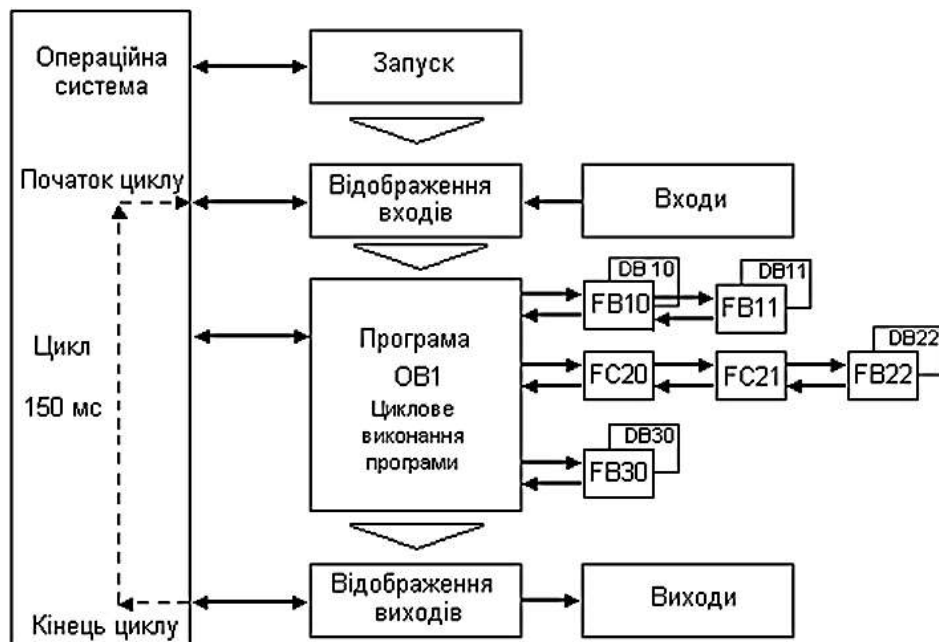 Операційна
система
Запуск
Початок циклу
Відображення
входів
Входи
Цикл
150 мс
Програма
OB1
Циклове
виконання
програми
DB10
FB10
DB11
FB11
FC20
FC21
DB22
FB22
DB30
FB30
Кінець циклу
Відображення
виходів
Виходи